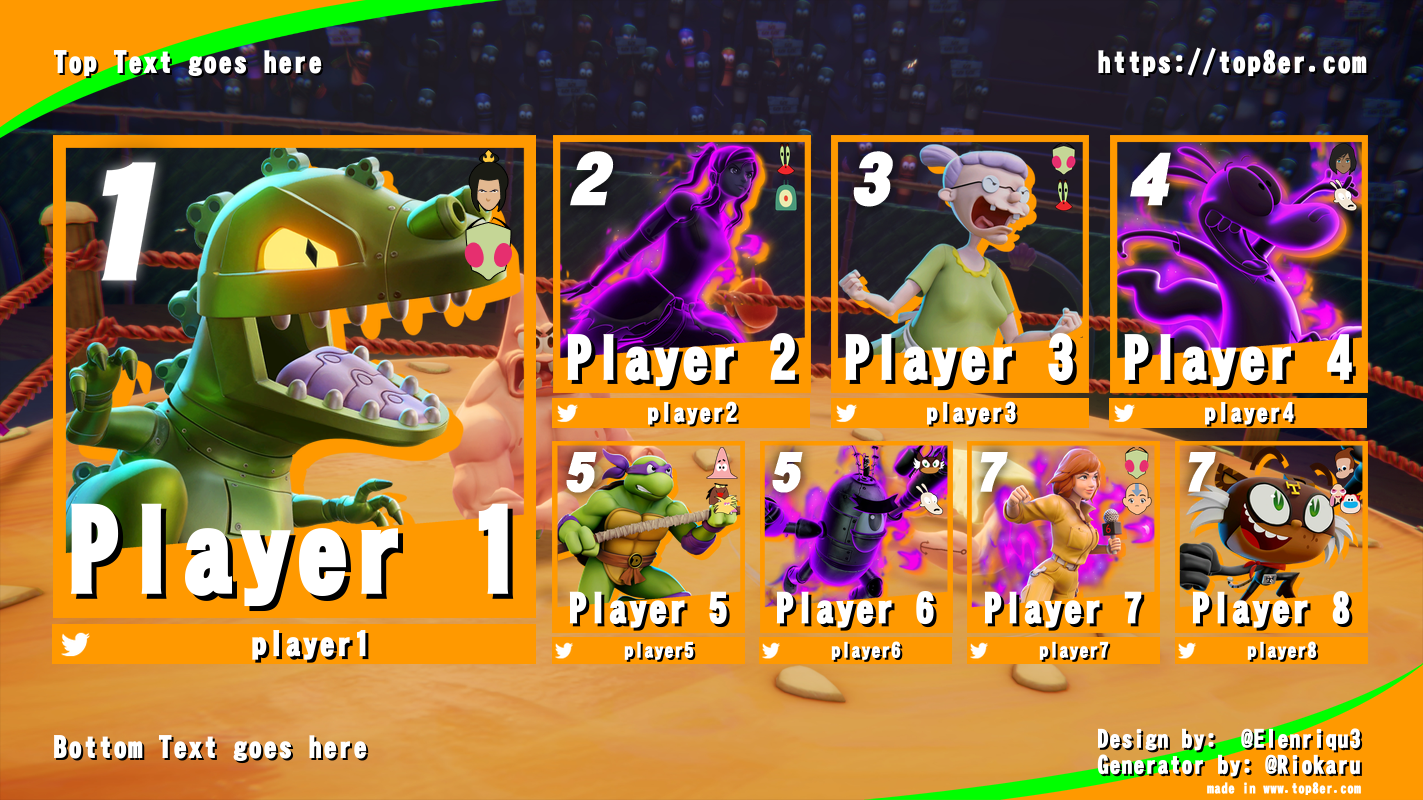 Top Text goes here
https://top8er.com
1
Player 1
player1
2
Player 2
player2
3
Player 3
player3
4
Player 4
player4
5
Player 5
player5
5
Player 6
player6
7
Player 7
player7
7
Player 8
player8
Bottom Text goes here
Design by: @Elenriqu3
Generator by: @Riokaru
made in www.top8er.com